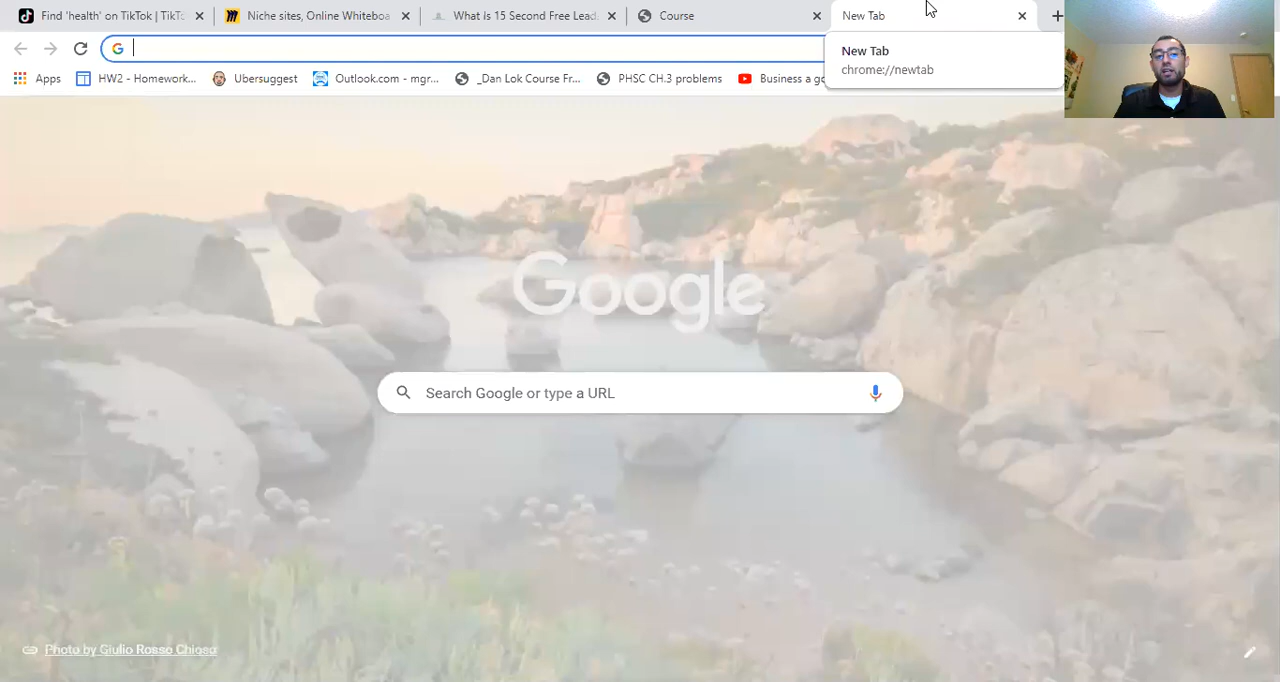 Find 'health' on TikTok | TikTo
Niche sites, Online Whiteboa
What is 15 Second Free Lead
Course
New Tab
New Tab
chrome://newtab
Apps
HW2 - Homework...
Ubersuggest
Outlook.com - mgr...
_Dan Lok Course Fr...
PHSC CH.3 problems
Business a go
Google
Search Google or type a URL
Photo by Giulio Rosso Chioso